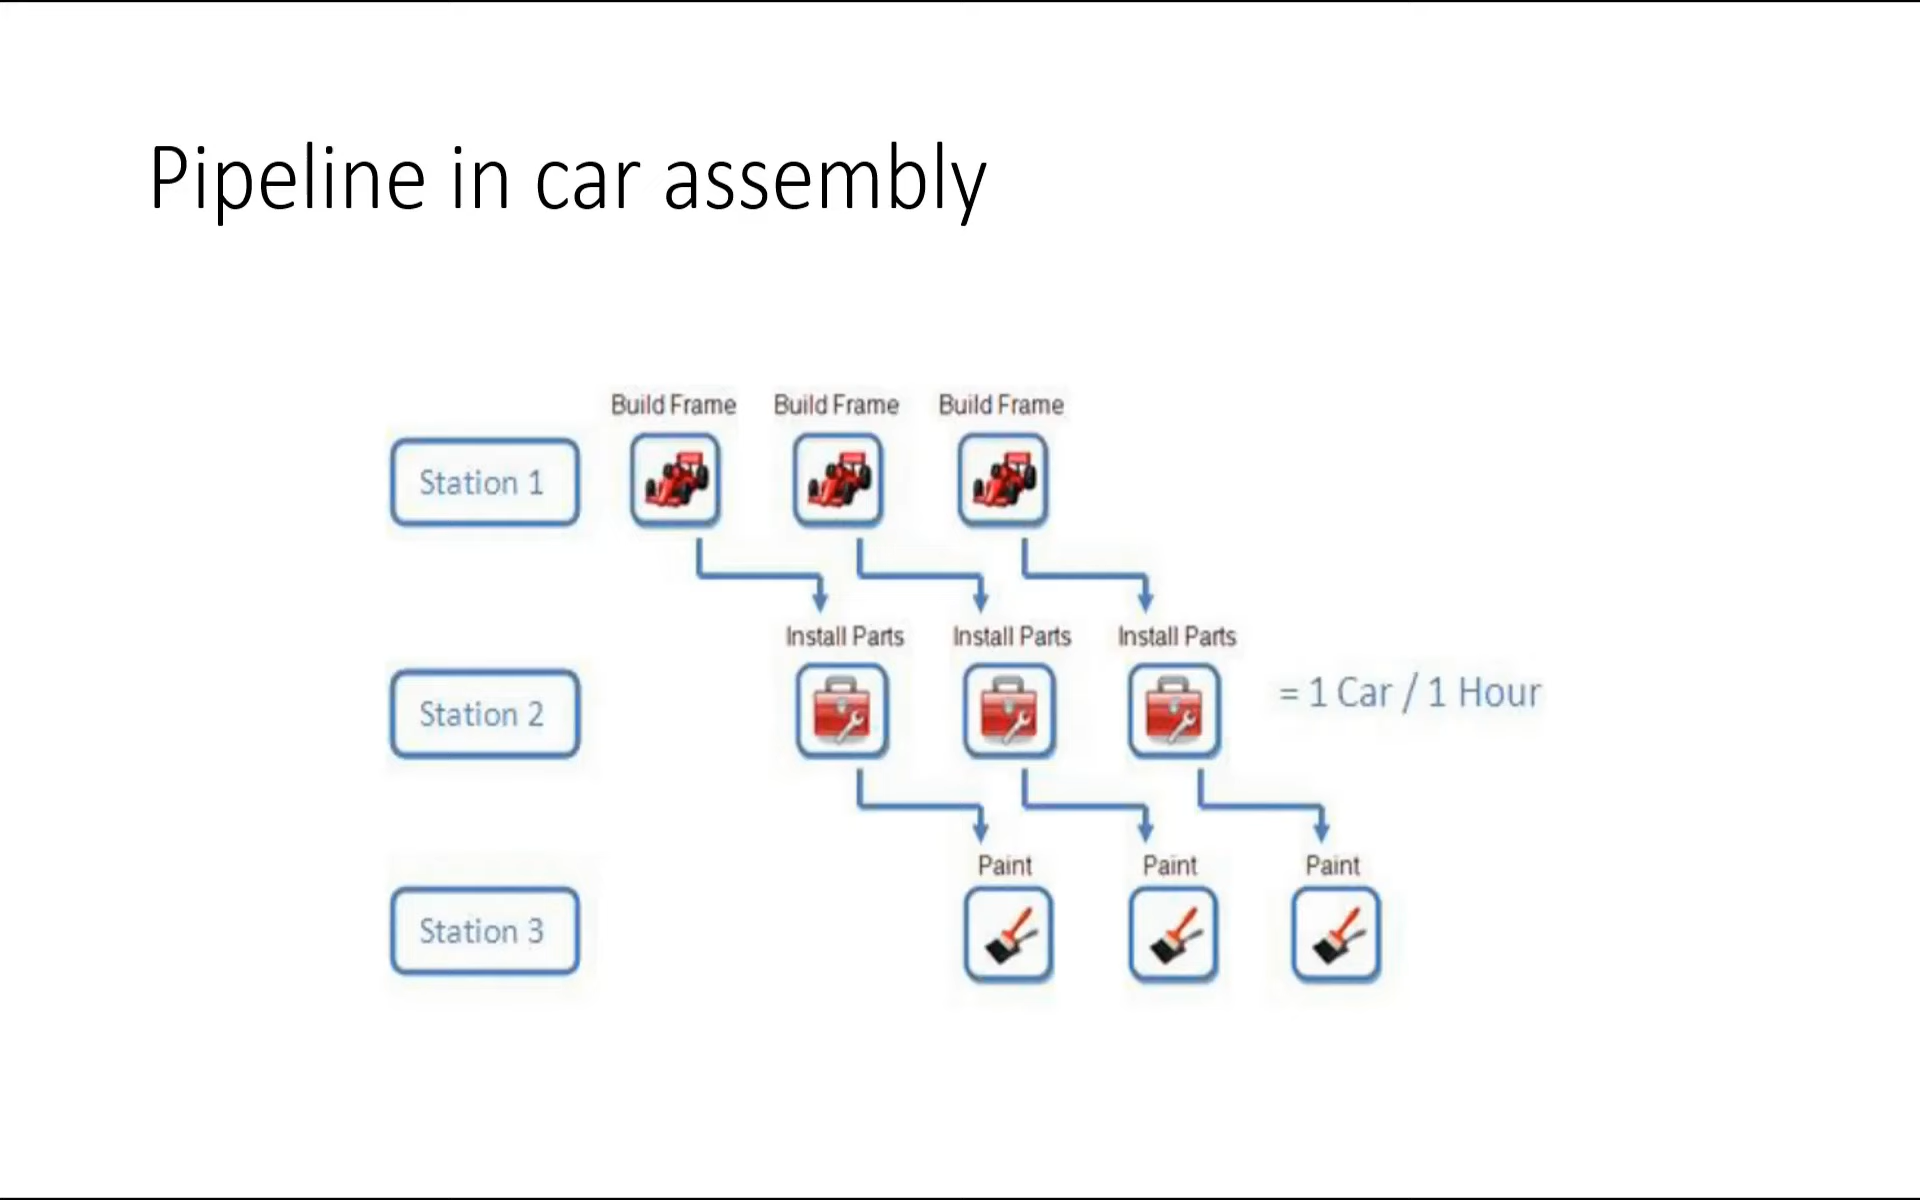 Pipeline in car assembly
Build Frame Build Frame Build Frame
Station 1
Install Parts Install Parts Install Parts
Station 2
= 1 Car / 1 Hour
Paint Paint Paint
Station 3